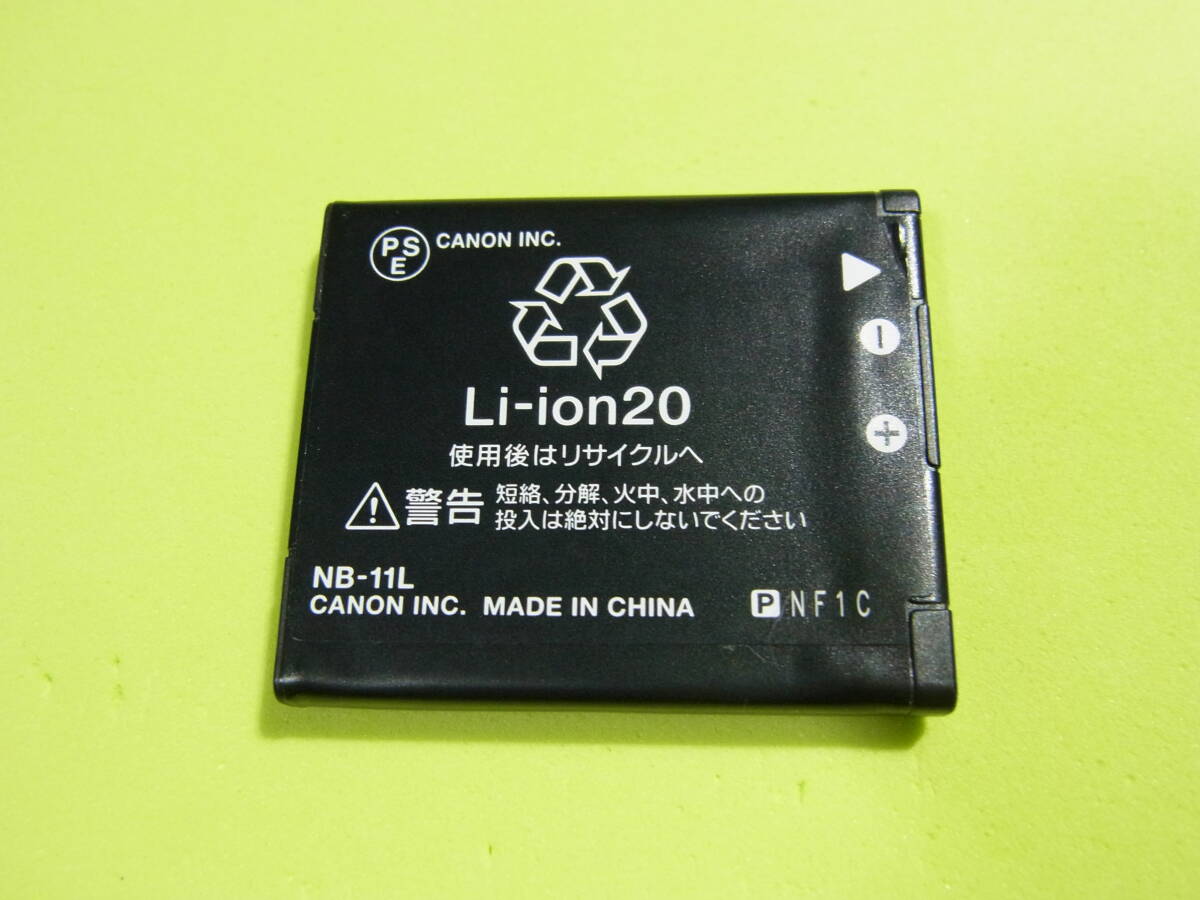 PSE CANON INC.
Li-ion20
使用後はリサイクルへ
警告 短絡、分解、火中、水中への
投入は絶対にしないでください
NB-11L
CANON INC. MADE IN CHINA
P NF1C